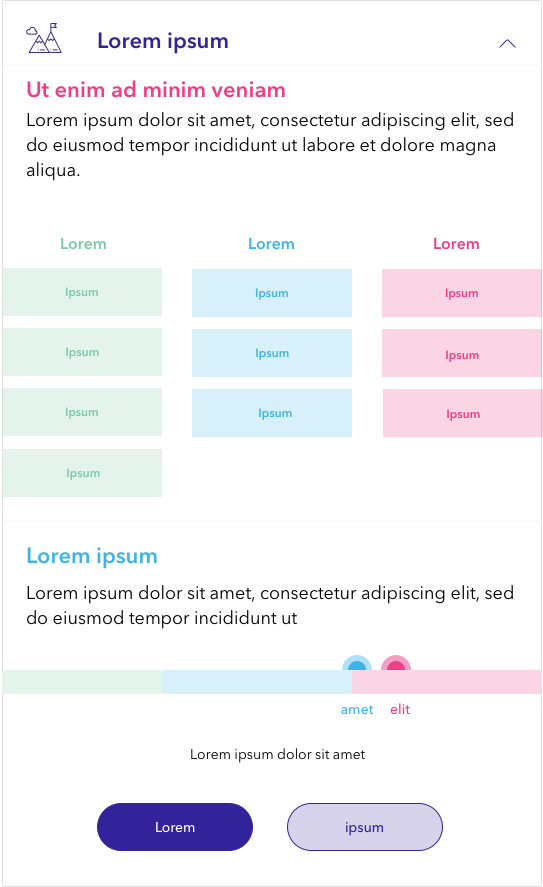 Lorem ipsum
Ut enim ad minim veniam
Lorem ipsum dolor sit amet, consectetur adipiscing elit, sed
do eiusmod tempor incididunt ut labore et dolore magna
aliqua.
Lorem Lorem Lorem
Ipsum Ipsum Ipsum
Ipsum Ipsum Ipsum
Ipsum Ipsum Ipsum
Ipsum
Lorem ipsum
Lorem ipsum dolor sit amet, consectetur adipiscing elit, sed
do eiusmod tempor incididunt ut
amet elit
Lorem ipsum dolor sit amet
Lorem ipsum